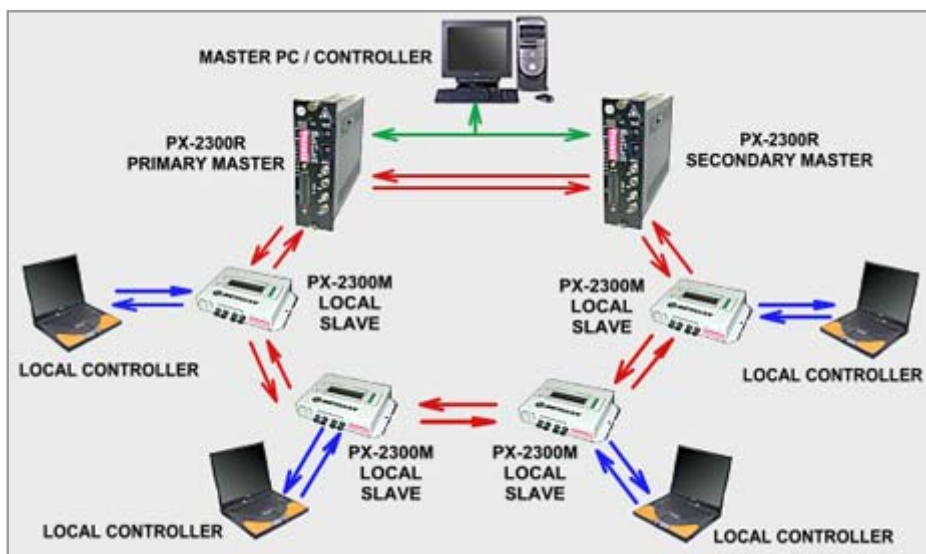 MASTER PC / CONTROLLER
PX-2300R
PRIMARY MASTER
PX-2300R
SECONDARY MASTER
PX-2300M
LOCAL
SLAVE
PX-2300M
LOCAL
SLAVE
LOCAL CONTROLLER
LOCAL CONTROLLER
PX-2300M
LOCAL
SLAVE
PX-2300M
LOCAL
SLAVE
LOCAL CONTROLLER
LOCAL CONTROLLER